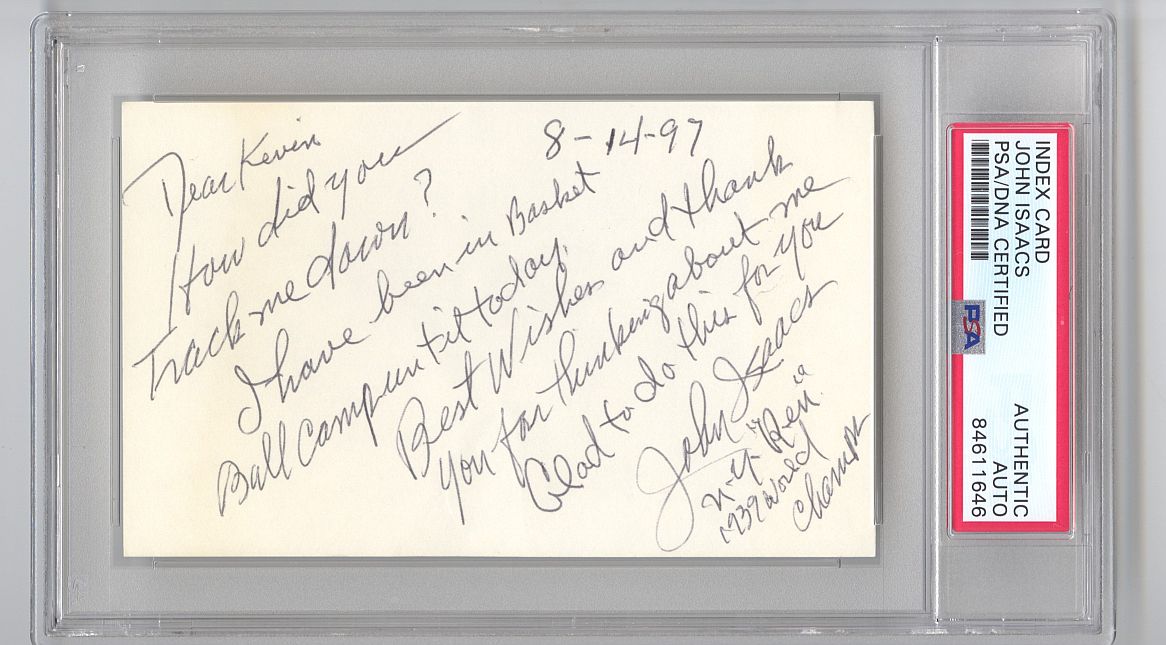 8-14-97
Dear Kevin
How did you
Track me down?
I have been in Basket
Ball camp until today.
Best Wishes and thank
you for thinking about me
Glad to do this for you
John Isaacs
N.Y. "Ren"
1939 World
Champs
INDEX CARD
JOHN ISAACS
PSA/DNA CERTIFIED
PSA
AUTHENTIC
AUTO
84611646